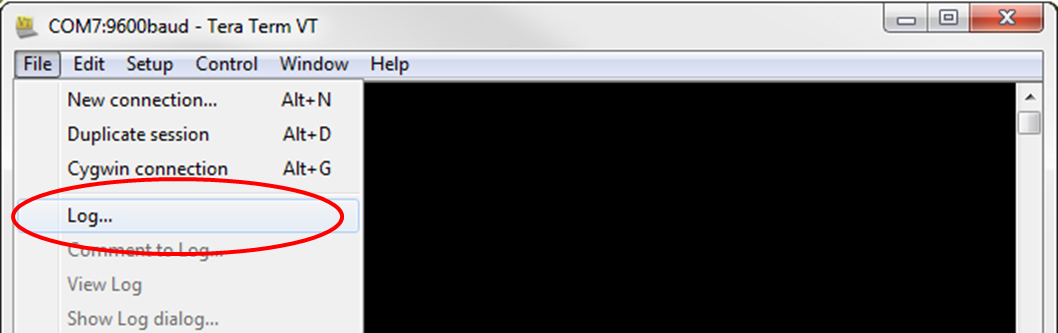 COM7:9600baud - Tera Term VT
File Edit Setup Control Window Help
New connection... Alt+N
Duplicate session Alt+D
Cygwin connection Alt+G
Log...
Comment to Log...
View Log
Show Log dialog...